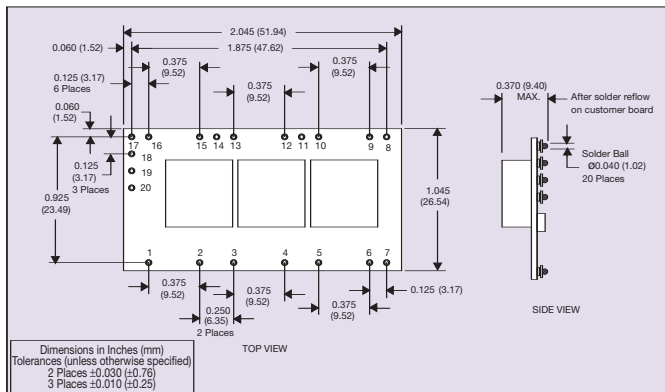 2.045 (51.94)
1.875 (47.62)
0.060 (1.52)
0.375
(9.52)
0.375
(9.52)
0.125
(3.17)
6 Places
0.375
(9.52)
0.060
(1.52)
17 16 15 14 13 12 11 10 9 8
18
19
20
0.125
(3.17)
3 Places
0.925
(23.49)
1.045
(26.54)
1 2 3 4 5 6 7
0.375
(9.52)
0.250
(6.35)
2 Places
0.375
(9.52)
0.375
(9.52)
0.125 (3.17)
TOP VIEW
0.370 (9.40)
MAX.
After solder reflow
on customer board
Solder Ball
Ø0.040 (1.02)
20 Places
SIDE VIEW
Dimensions in Inches (mm)
Tolerances (unless otherwise specified)
2 Places ±0.030 (±0.76)
3 Places ±0.010 (±0.25)